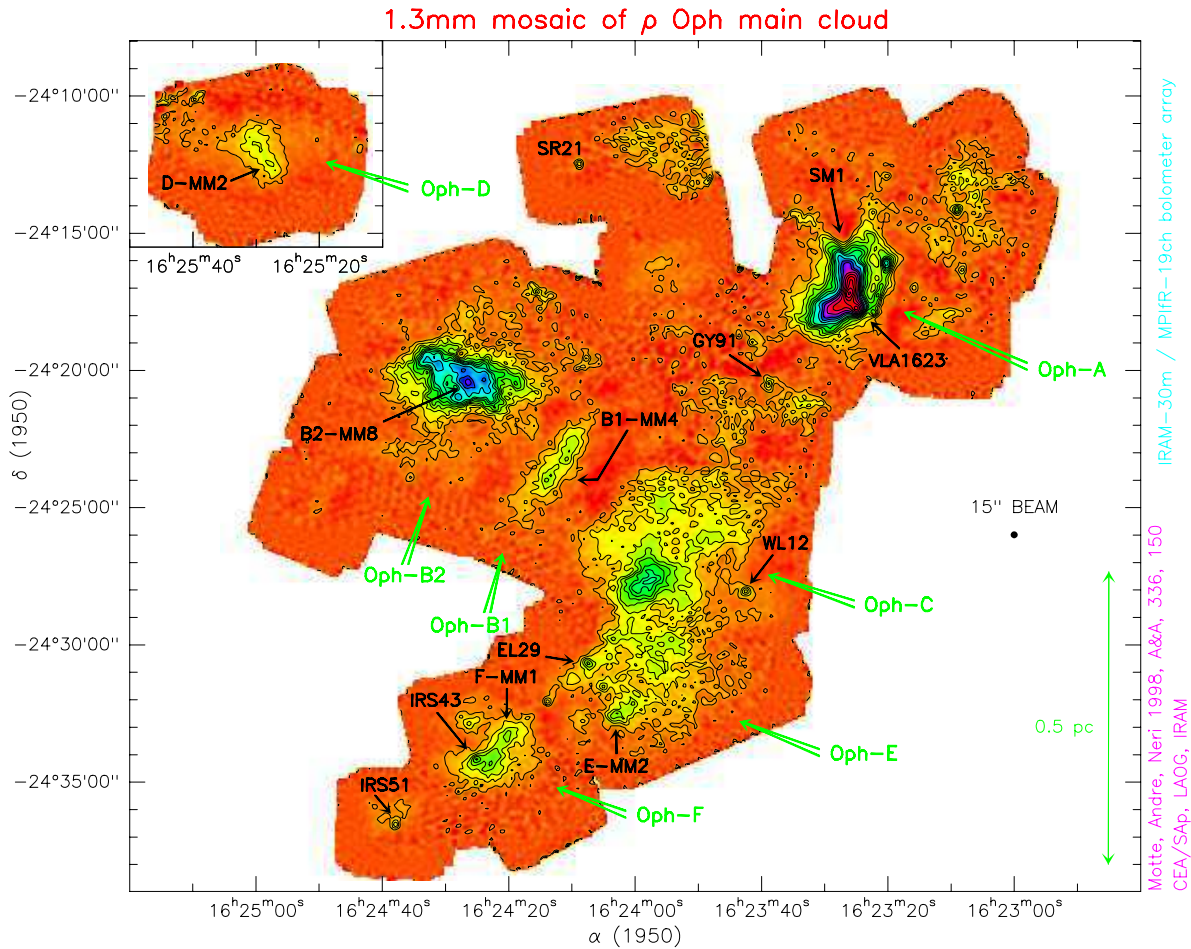 1.3mm mosaic of ρ Oph main cloud
−24°10'00"
−24°15'00"
−24°20'00"
−24°25'00"
−24°30'00"
−24°35'00"
δ (1950)
D−MM2
Oph−D
16ʰ25ᵐ40ˢ 16ʰ25ᵐ20ˢ
SR21
SM1
GY91
VLA1623
Oph−A
B2−MM8
B1−MM4
15" BEAM
WL12
Oph−B2
Oph−C
Oph−B1
EL29
F−MM1
IRS43
0.5 pc
Oph−E
E−MM2
IRS51
Oph−F
16ʰ25ᵐ00ˢ 16ʰ24ᵐ40ˢ 16ʰ24ᵐ20ˢ 16ʰ24ᵐ00ˢ 16ʰ23ᵐ40ˢ 16ʰ23ᵐ20ˢ 16ʰ23ᵐ00ˢ
α (1950)
IRAM−30m / MPIfR−19ch bolometer array
Motte, Andre, Neri 1998, A&A, 336, 150
CEA/SAp, LAOG, IRAM